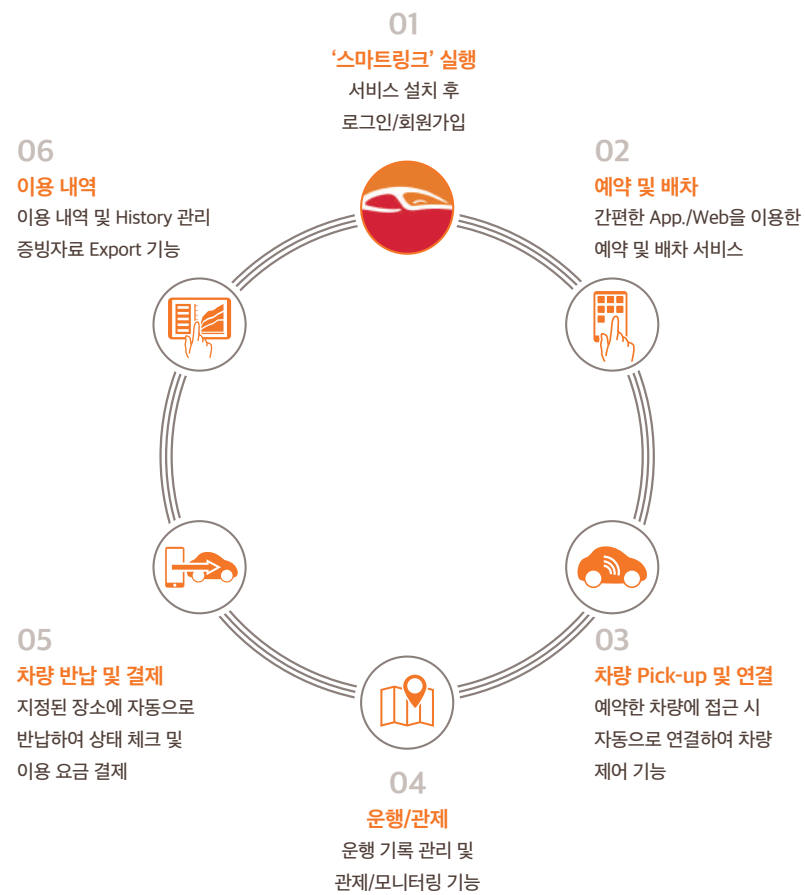 01
‘스마트링크’ 실행
서비스 설치 후
로그인/회원가입
02
예약 및 배차
간편한 App./Web을 이용한
예약 및 배차 서비스
03
차량 Pick-up 및 연결
예약한 차량에 접근 시
자동으로 연결하여 차량
제어 기능
04
운행/관제
운행 기록 관리 및
관제/모니터링 기능
05
차량 반납 및 결제
지정된 장소에 자동으로
반납하여 상태 체크 및
이용 요금 결제
06
이용 내역
이용 내역 및 History 관리
증빙자료 Export 기능